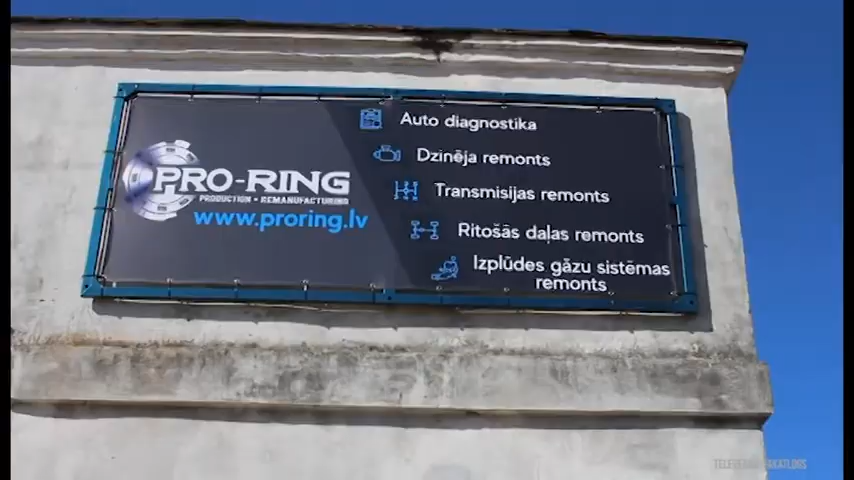 PRO-RING
PRODUCTION • REMANUFACTURING
www.proring.lv
Auto diagnostika
Dzinēja remonts
Transmisijas remonts
Ritošās daļas remonts
Izplūdes gāzu sistēmas
remonts